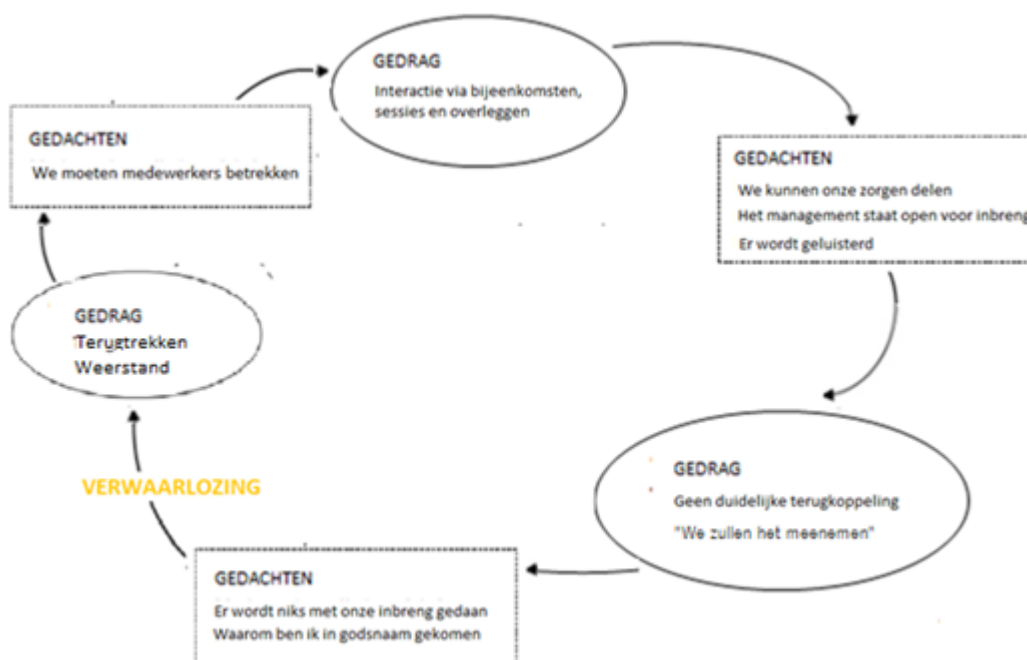 GEDRAG
Interactie via bijeenkomsten,
sessies en overleggen
GEDACHTEN
We moeten medewerkers betrekken
GEDACHTEN
We kunnen onze zorgen delen
Het management staat open voor inbreng
Er wordt geluisterd
GEDRAG
Terugtrekken
Weerstand
GEDRAG
Geen duidelijke terugkoppeling
"We zullen het meenemen"
VERWAARLOZING
GEDACHTEN
Er wordt niks met onze inbreng gedaan
Waarom ben ik in godsnaam gekomen